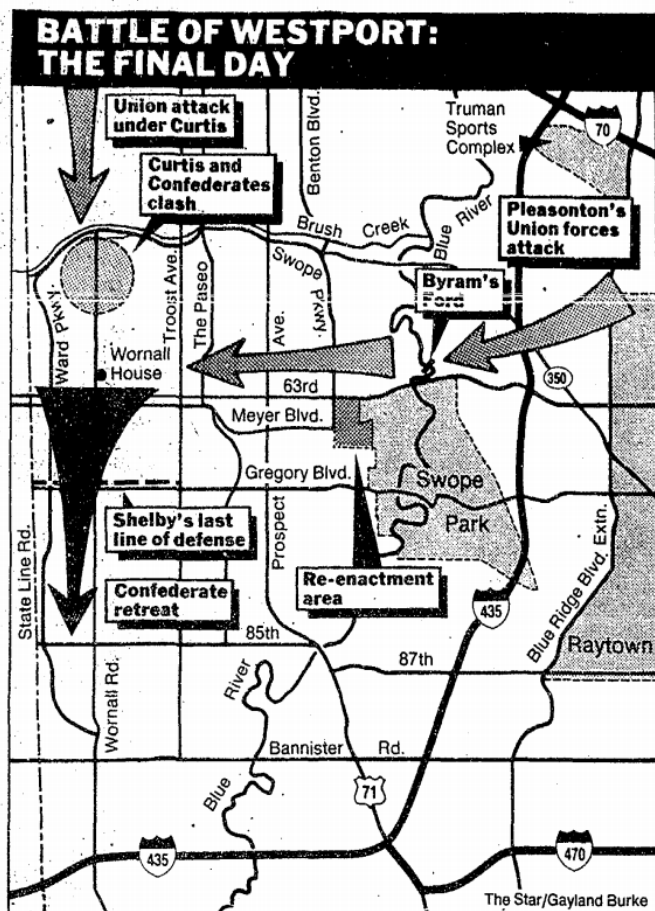 BATTLE OF WESTPORT:
THE FINAL DAY
Union attack
under Curtis
Curtis and
Confederates
clash
Benton Blvd.
Truman
Sports
Complex
70
Pleasonton's
Union forces
attack
Brush Creek
Blue River
Swope Pkwy.
Byram's
Ford
Ward Pkwy.
Troost Ave.
The Paseo
Ave.
Wornall
House
350
63rd
Meyer Blvd.
Gregory Blvd.
Swope
Park
Shelby's last
line of defense
Prospect
Confederate
retreat
Re-enactment
area
State Line Rd.
435
Blue Ridge Blvd. Extn.
Raytown
85th
87th
Wornall Rd.
Blue River
Bannister Rd.
71
435
470
The Star/Gayland Burke